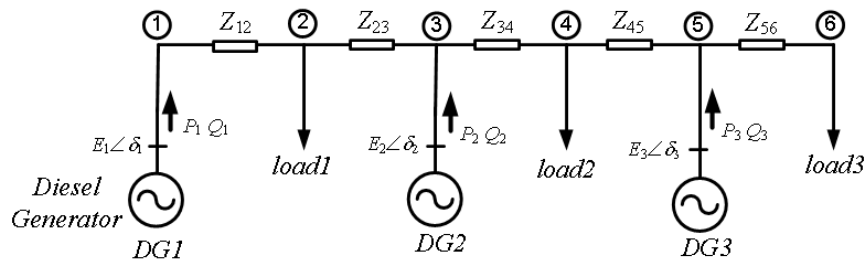 1 Z12 2 Z23 3 Z34 4 Z45 5 Z56 6
P1 Q1 P2 Q2 P3 Q3
E1∠δ1 E2∠δ2 E3∠δ3
load1 load2 load3
Diesel
Generator
DG1 DG2 DG3